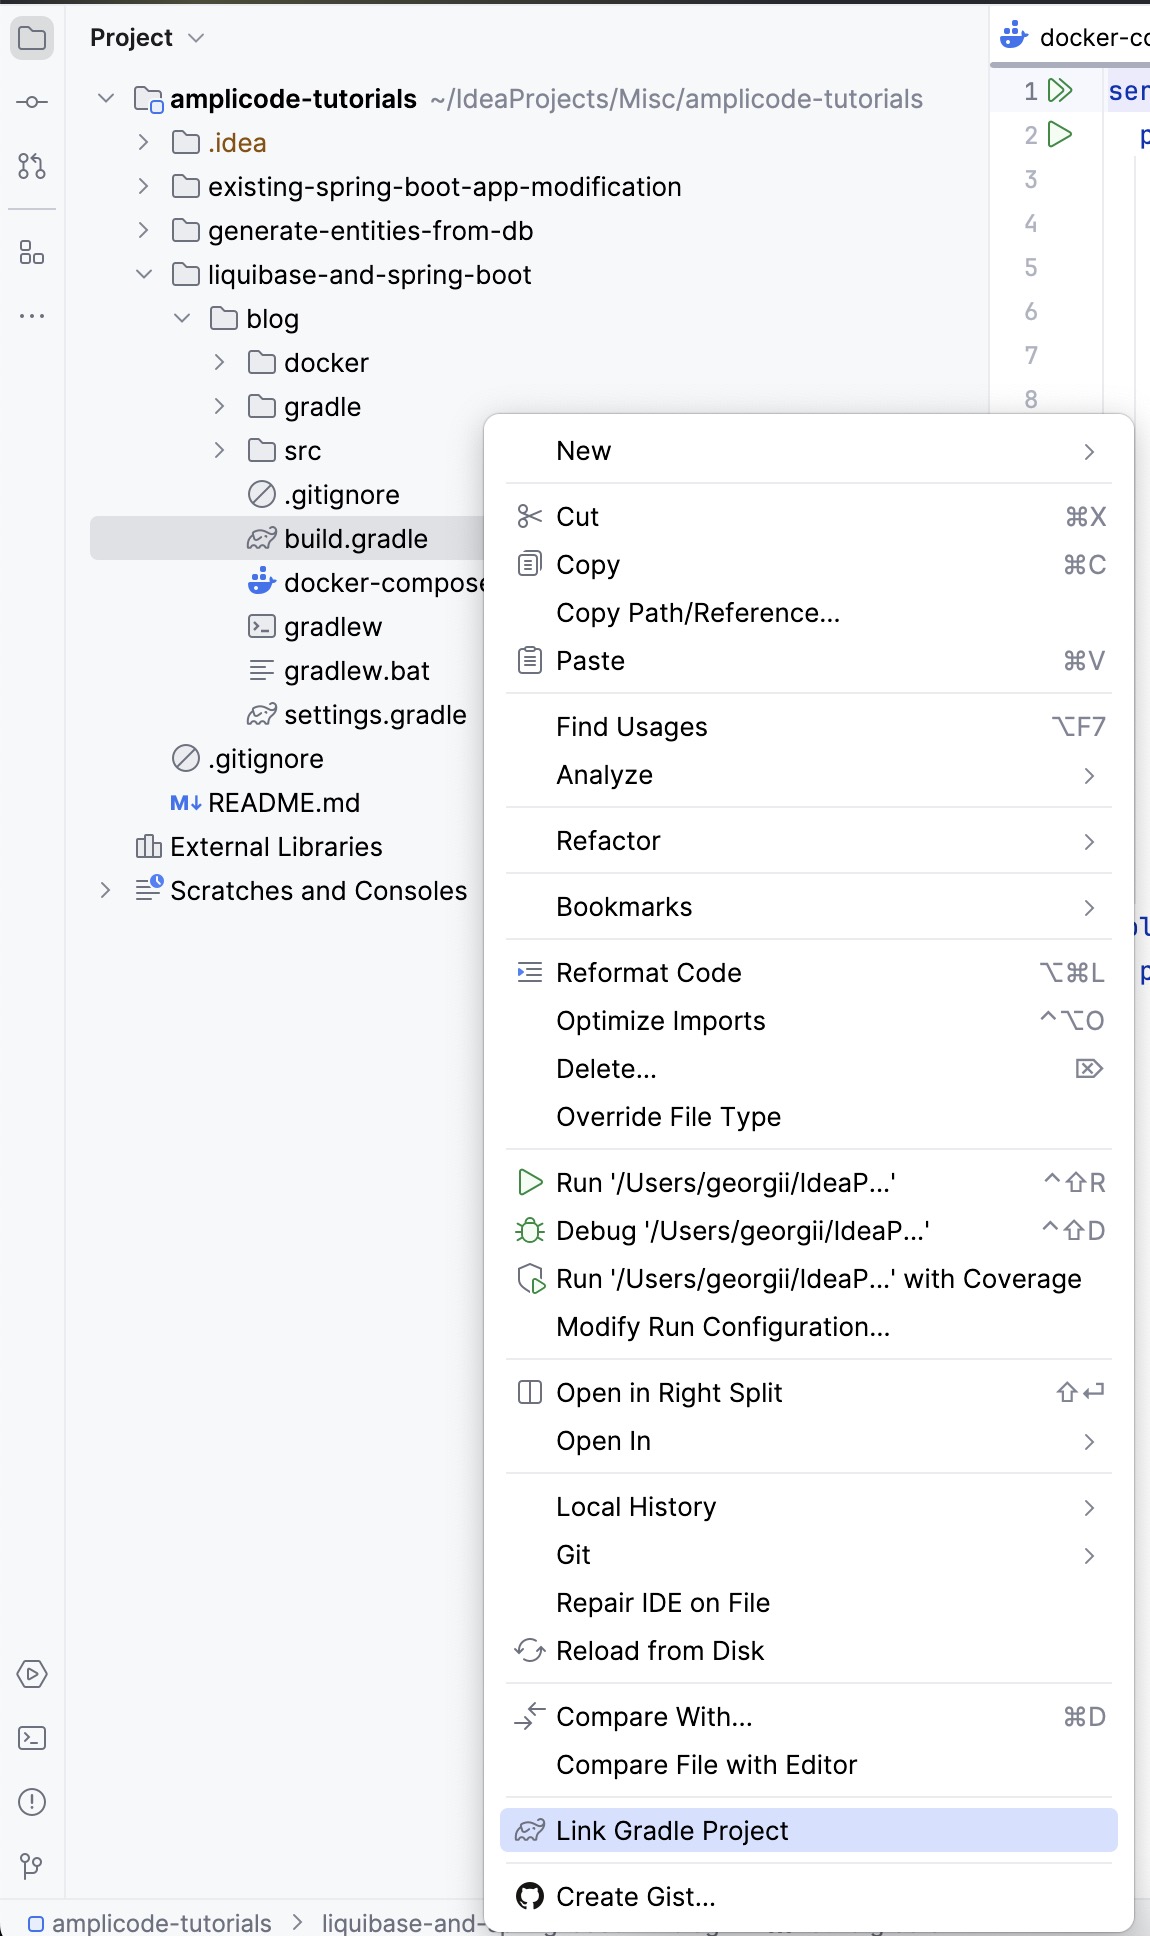 Project
docker-co
amplicode-tutorials ~/IdeaProjects/Misc/amplicode-tutorials
.idea
existing-spring-boot-app-modification
generate-entities-from-db
liquibase-and-spring-boot
blog
docker
gradle
src
.gitignore
build.gradle
docker-compose
gradlew
gradlew.bat
settings.gradle
.gitignore
M↓ README.md
External Libraries
Scratches and Consoles
1 ser
2 p
3
4
5
6
7
8
p
New
Cut ⌘X
Copy ⌘C
Copy Path/Reference...
Paste ⌘V
Find Usages ⌥F7
Analyze
Refactor
Bookmarks
Reformat Code ⌥⌘L
Optimize Imports ^⌥O
Delete... ⌦
Override File Type
Run '/Users/georgii/IdeaP...' ^⇧R
Debug '/Users/georgii/IdeaP...' ^⇧D
Run '/Users/georgii/IdeaP...' with Coverage
Modify Run Configuration...
Open in Right Split ⇧↩
Open In
Local History
Git
Repair IDE on File
Reload from Disk
Compare With... ⌘D
Compare File with Editor
Link Gradle Project
Create Gist...
amplicode-tutorials > liquibase-and-